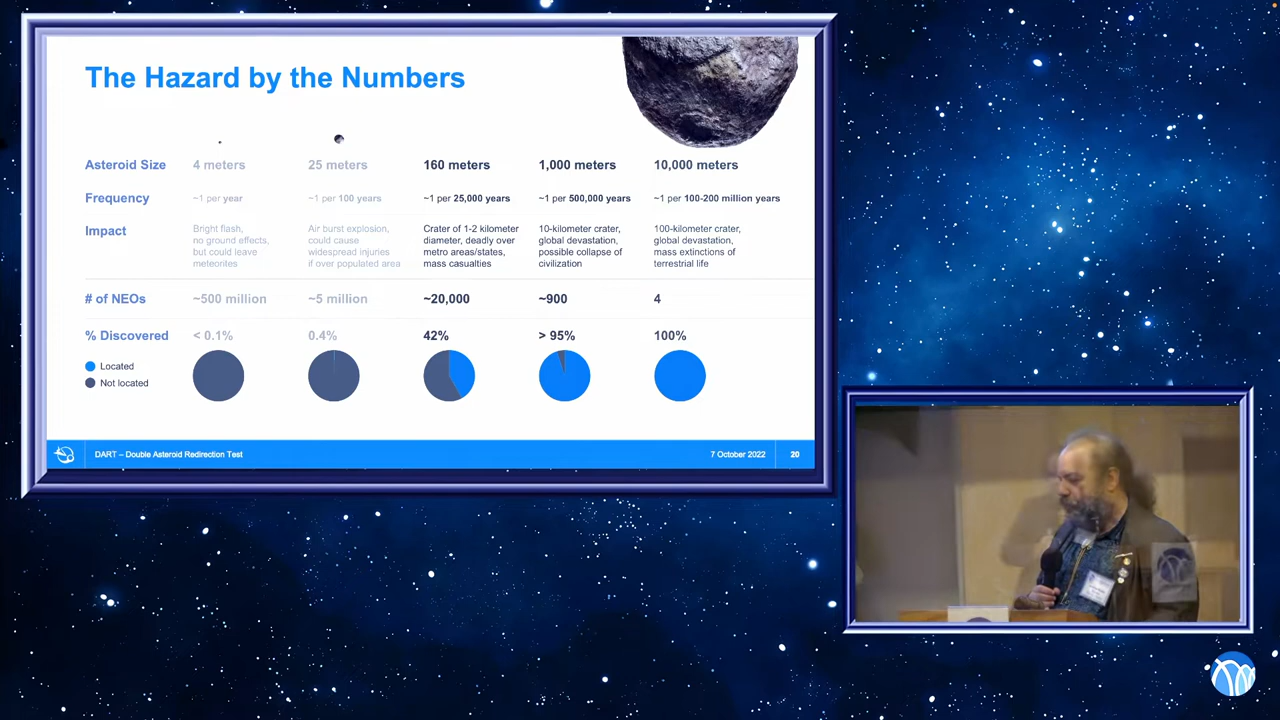 The Hazard by the Numbers
Asteroid Size 4 meters 25 meters 160 meters 1,000 meters 10,000 meters
Frequency ~1 per year ~1 per 100 years ~1 per 25,000 years ~1 per 500,000 years ~1 per 100-200 million years
Impact Bright flash, Air burst explosion, Crater of 1-2 kilometer 10-kilometer crater, 100-kilometer crater,
no ground effects, could cause diameter, deadly over global devastation, global devastation,
but could leave widespread injuries metro areas/states, possible collapse of mass extinctions of
meteorites if over populated area mass casualties civilization terrestrial life
# of NEOs ~500 million ~5 million ~20,000 ~900 4
% Discovered < 0.1% 0.4% 42% > 95% 100%
Located
Not located
DART – Double Asteroid Redirection Test 7 October 2022 20